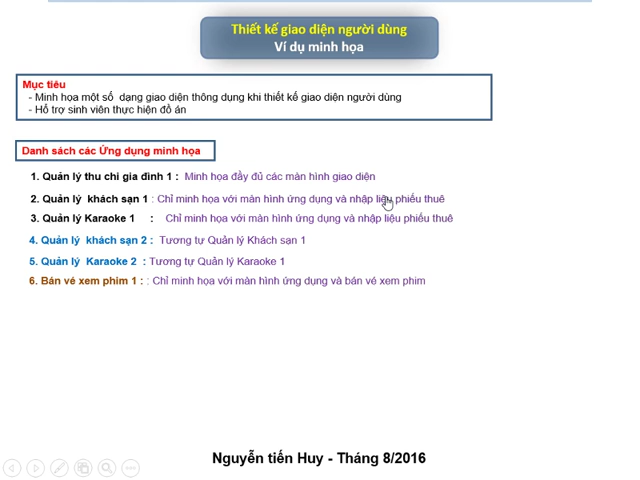 Thiết kế giao diện người dùng
Ví dụ minh họa
Mục tiêu
- Minh họa một số dạng giao diện thông dụng khi thiết kế giao diện người dùng
- Hỗ trợ sinh viên thực hiện đồ án
Danh sách các Ứng dụng minh họa
1. Quản lý thu chi gia đình 1 : Minh họa đầy đủ các màn hình giao diện
2. Quản lý khách sạn 1 : Chỉ minh họa với màn hình ứng dụng và nhập liệu phiếu thuê
3. Quản lý Karaoke 1 : Chỉ minh họa với màn hình ứng dụng và nhập liệu phiếu thuê
4. Quản lý khách sạn 2 : Tương tự Quản lý Khách sạn 1
5. Quản lý Karaoke 2 : Tương tự Quản lý Karaoke 1
6. Bán vé xem phim 1 : : Chỉ minh họa với màn hình ứng dụng và bán vé xem phim
Nguyễn tiến Huy - Tháng 8/2016